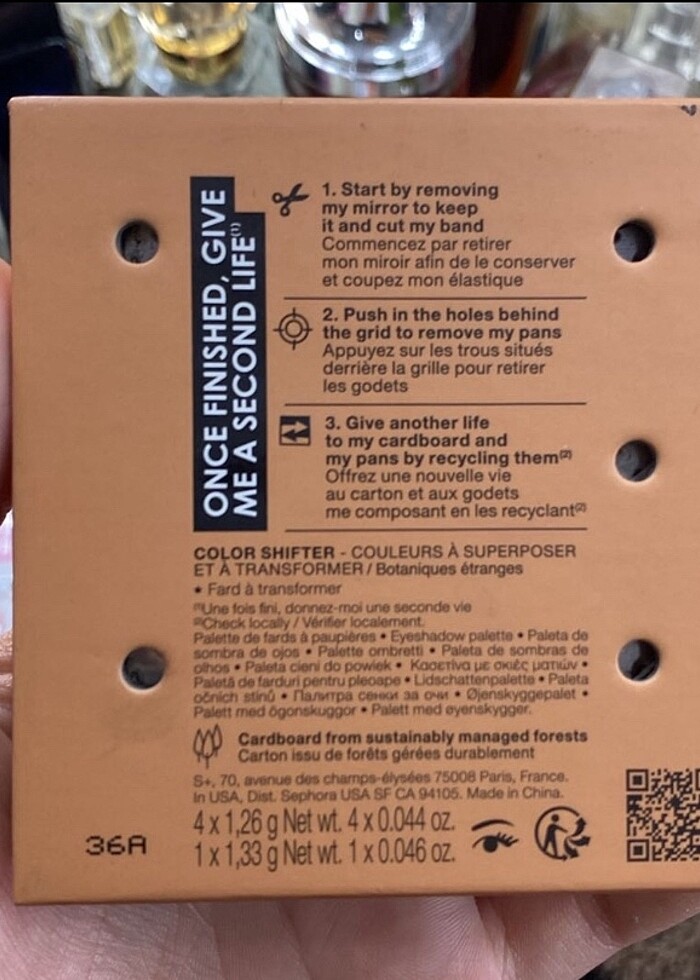 ONCE FINISHED, GIVE
ME A SECOND LIFE(1)
1. Start by removing
my mirror to keep
it and cut my band
Commencez par retirer
mon miroir afin de le conserver
et coupez mon élastique
2. Push in the holes behind
the grid to remove my pans
Appuyez sur les trous situés
derrière la grille pour retirer
les godets
3. Give another life
to my cardboard and
my pans by recycling them(2)
Offrez une nouvelle vie
au carton et aux godets
me composant en les recyclant(2)
COLOR SHIFTER - COULEURS À SUPERPOSER
ET À TRANSFORMER / Botaniques étranges
• Fard à transformer
(1)Une fois fini, donnez-moi une seconde vie
(2)Check locally / Vérifier localement.
Palette de fards à paupières • Eyeshadow palette • Paleta de
sombra de ojos • Palette ombretti • Paleta de sombras de
olhos • Paleta cieni do powiek • Κασετίνα με σκιές ματιών •
Paletă de farduri pentru pleoape • Lidschattenpalette • Paleta
očních stínů • Палитра сенки за очи • Øjenskyggepalet •
Palett med ögonskuggor • Palett med øyenskygger.
Cardboard from sustainably managed forests
Carton issu de forêts gérées durablement
S+, 70, avenue des champs-élysées 75008 Paris, France.
In USA, Dist. Sephora USA SF CA 94105. Made in China.
4 x 1,26 g Net wt. 4 x 0.044 oz.
1 x 1,33 g Net wt. 1 x 0.046 oz.
36A